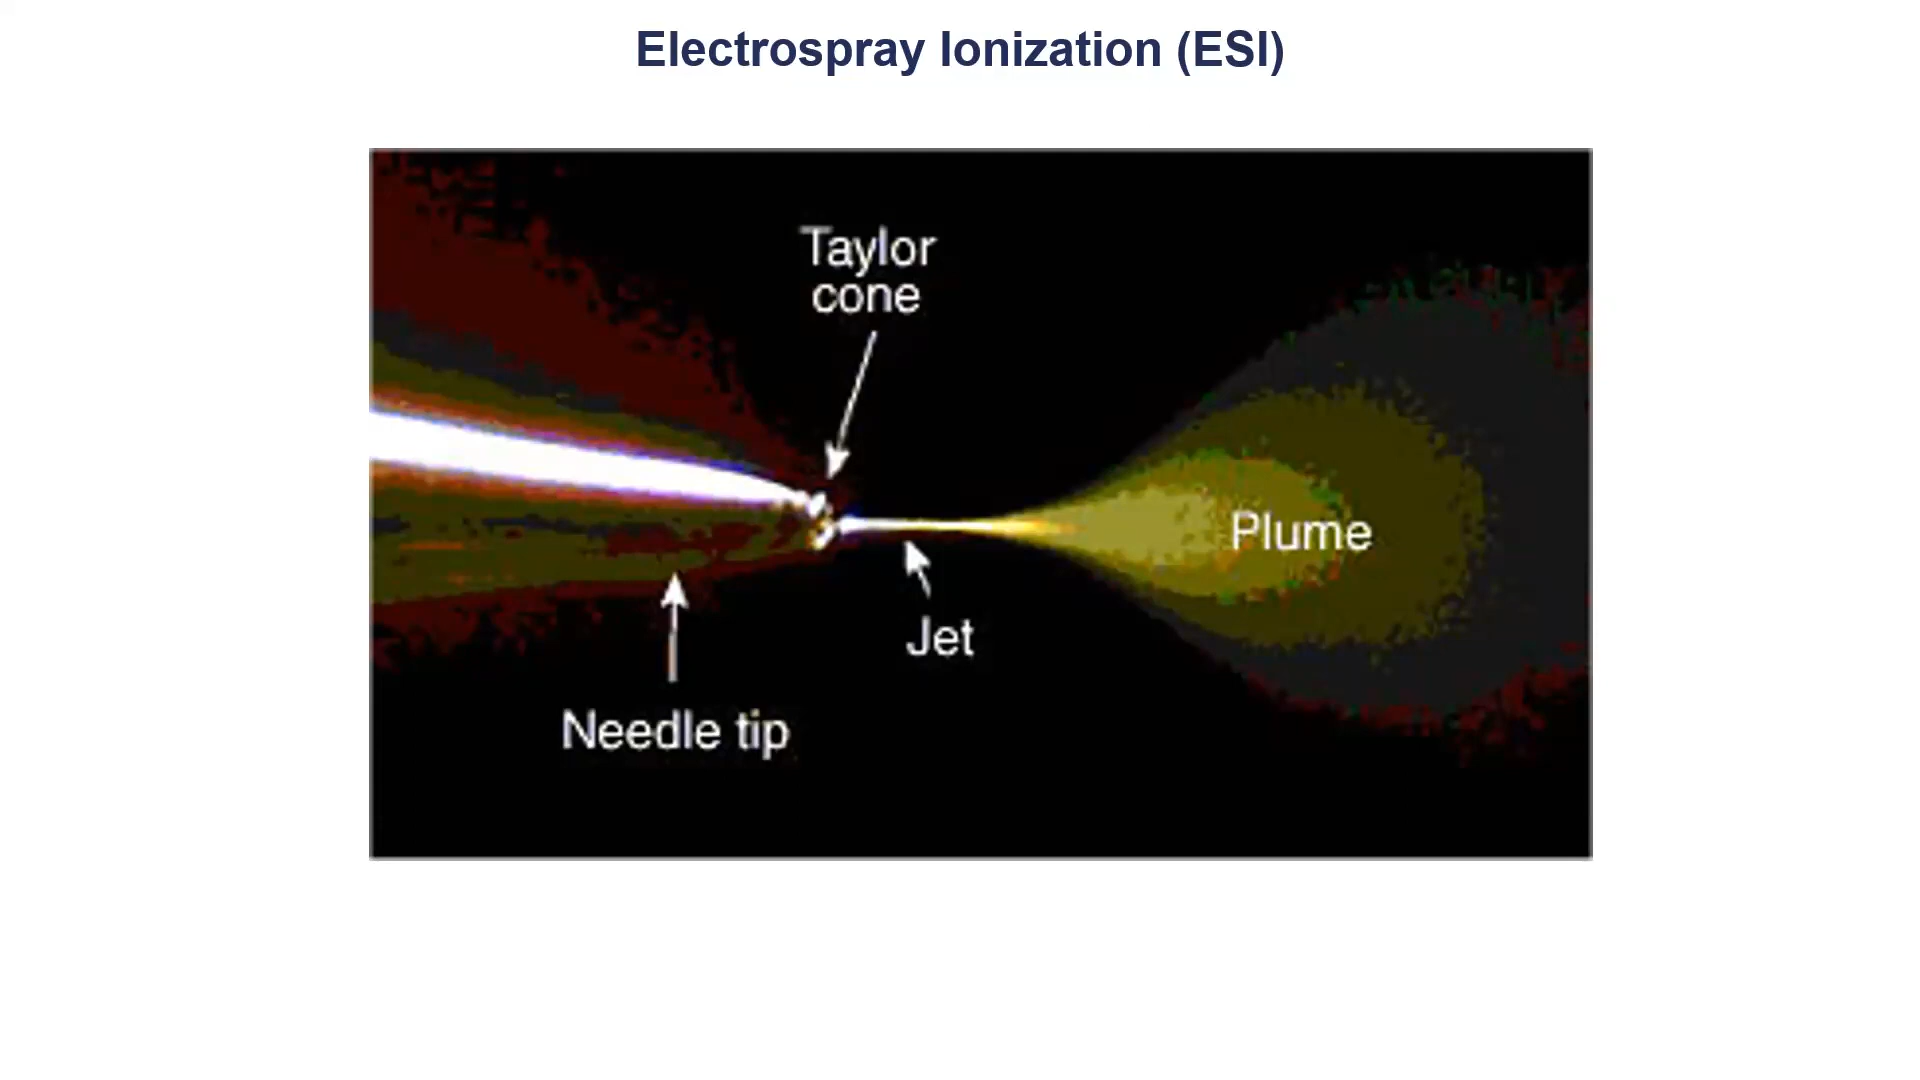 Electrospray Ionization (ESI)
Taylor
cone
Plume
Jet
Needle tip